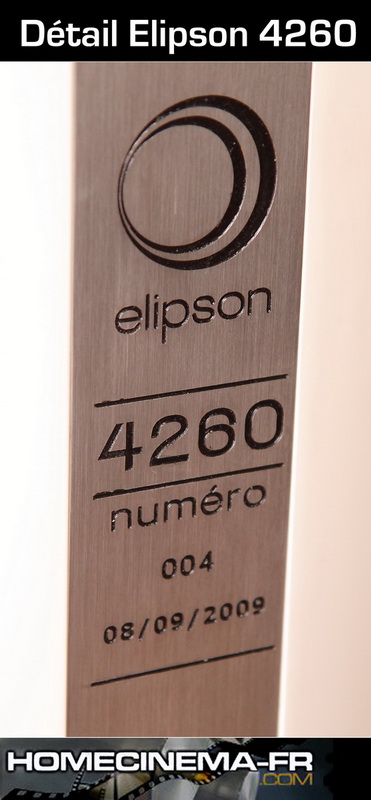 Détail Elipson 4260
elipson
4260
numéro
004
08/09/2009
HOMECINEMA-FR
.COM